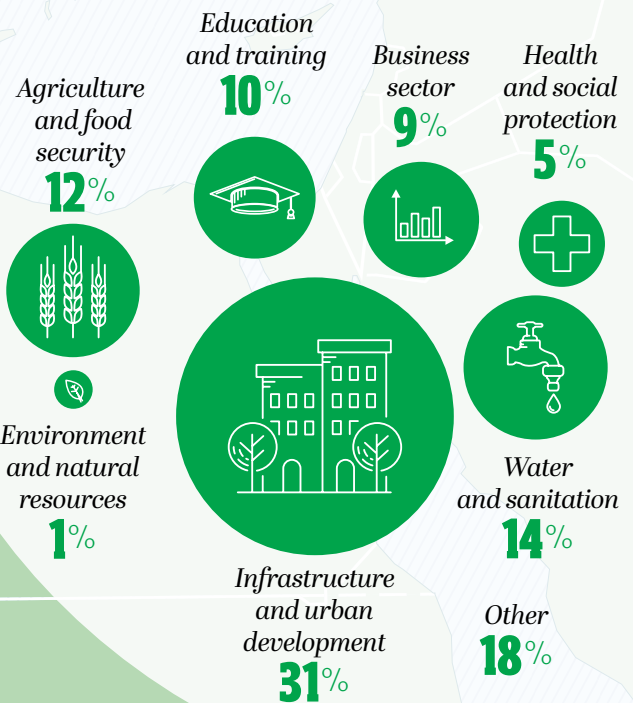 Education
and training
10%
Business
sector
9%
Health
and social
protection
5%
Agriculture
and food
security
12%
Environment
and natural
resources
1%
Water
and sanitation
14%
Infrastructure
and urban
development
31%
Other
18%